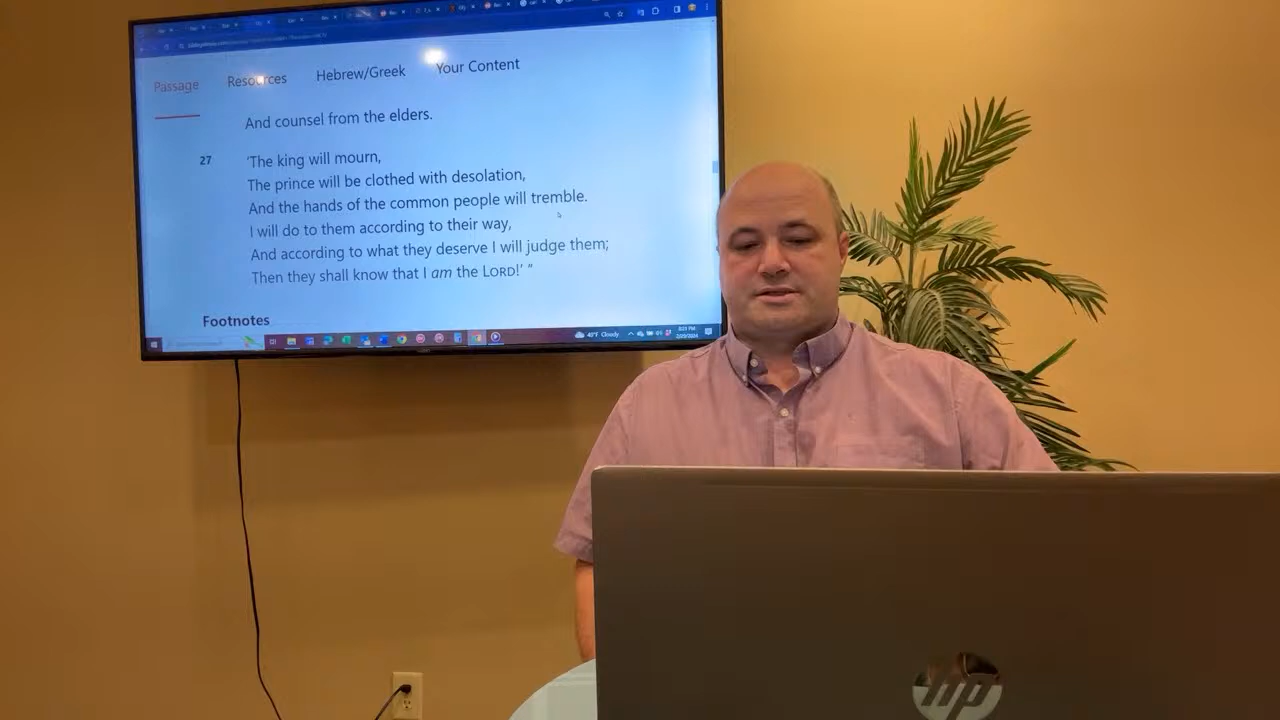 Passage
Resources
Hebrew/Greek
Your Content
And counsel from the elders.
27
'The king will mourn,
The prince will be clothed with desolation,
And the hands of the common people will tremble.
I will do to them according to their way,
And according to what they deserve I will judge them;
Then they shall know that I am the LORD!' "
Footnotes
Cloudy
hp